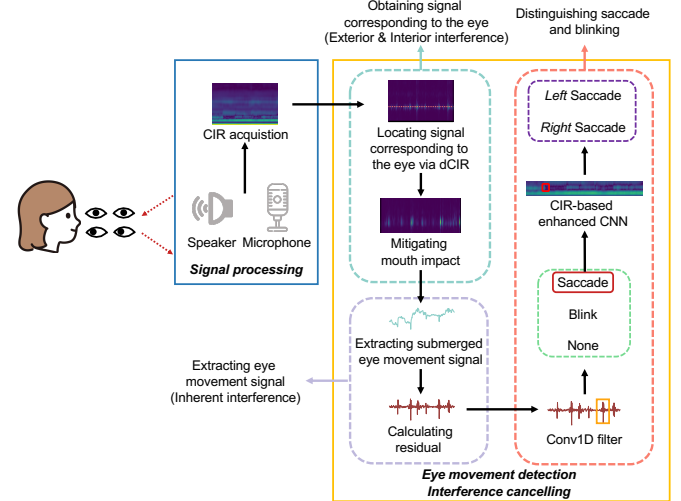 Obtaining signal
corresponding to the eye
(Exterior & Interior interference)
Distinguishing saccade
and blinking
CIR acquistion
Speaker Microphone
Signal processing
Locating signal
corresponding to
the eye via dCIR
Mitigating
mouth impact
Extracting submerged
eye movement signal
Calculating
residual
Extracting eye
movement signal
(Inherent interference)
Left Saccade
Right Saccade
CIR-based
enhanced CNN
Saccade
Blink
None
Conv1D filter
Eye movement detection
Interference cancelling